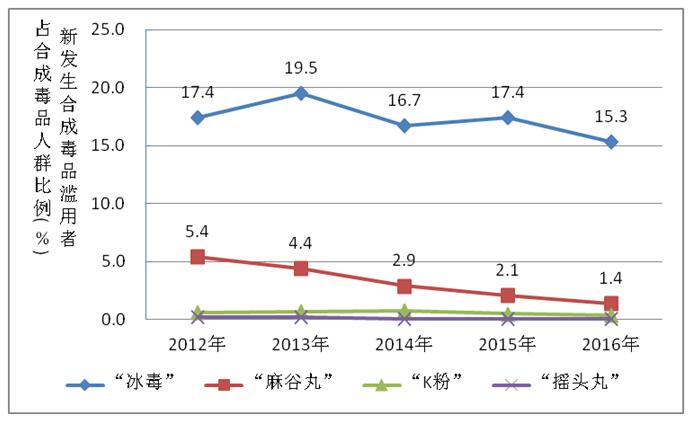 新发生合成毒品滥用者
占合成毒品人群比例(%)
25.0
20.0
15.0
10.0
5.0
0.0
17.4
19.5
16.7
17.4
15.3
5.4
4.4
2.9
2.1
1.4
2012年
2013年
2014年
2015年
2016年
“冰毒”
“麻谷丸”
“K粉”
“摇头丸”